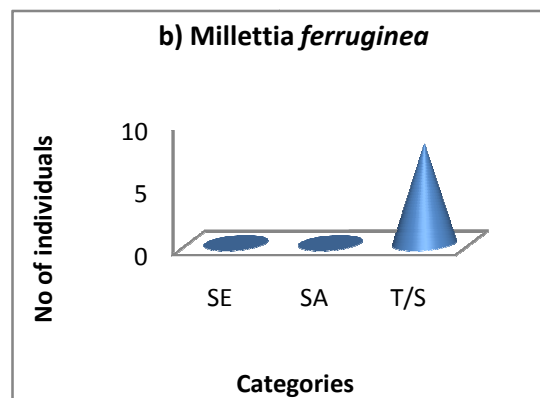 b) Millettia ferruginea
No of individuals
10
5
0
SE SA T/S
Categories